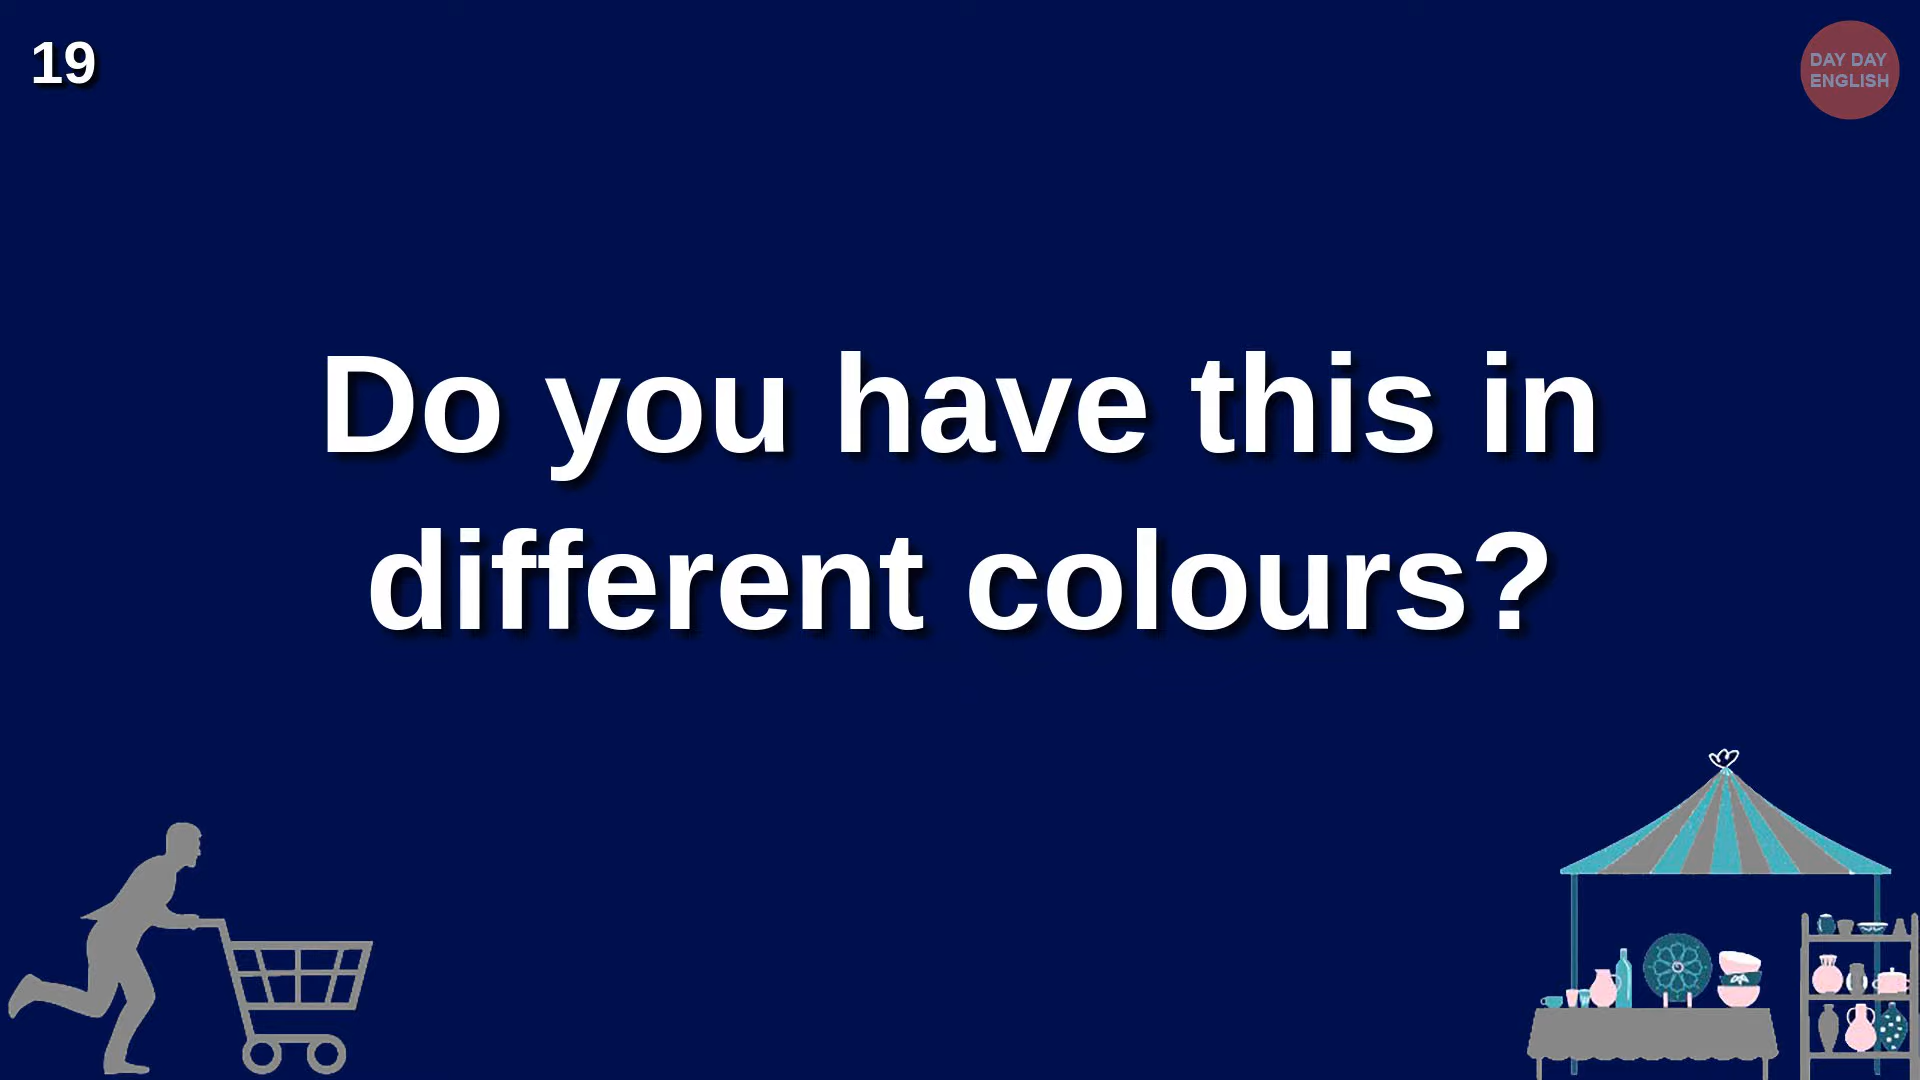 19
DAY DAY
ENGLISH
Do you have this in
different colours?